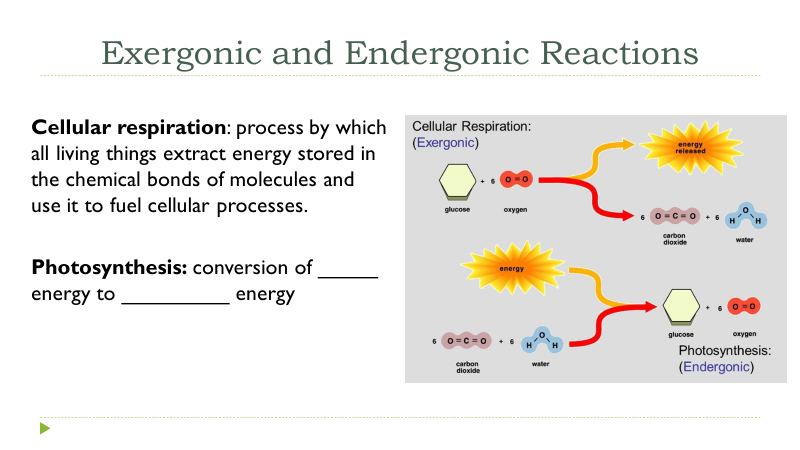 Exergonic and Endergonic Reactions
Cellular respiration: process by which
all living things extract energy stored in
the chemical bonds of molecules and
use it to fuel cellular processes.
Photosynthesis: conversion of _____
energy to _________ energy
Cellular Respiration:
(Exergonic)
energy
released
+ 6 O=O
glucose
oxygen
6 O=C=O + 6 H O H
carbon
dioxide
water
energy
6 O=C=O + 6 H O H
carbon
dioxide
water
+ 6 O=O
glucose
oxygen
Photosynthesis:
(Endergonic)